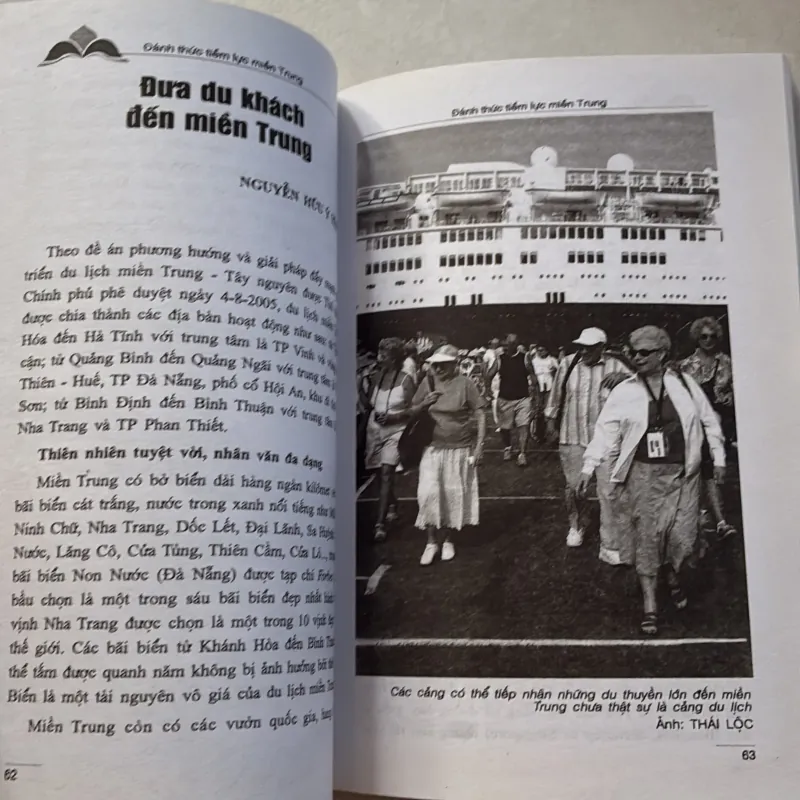 Đánh thức tiềm lực miền Trung
Đưa du khách
đến miền Trung
NGUYỄN HỮU
Theo đề án phương hướng và giải pháp đẩy
triển du lịch miền Trung - Tây nguyên được
Chính phủ phê duyệt ngày 4-8-2005, du lịch
được chia thành các địa bàn hoạt động như sau:
Hóa đến Hà Tĩnh với trung tâm là TP Vinh và
cận; từ Quảng Bình đến Quảng Ngãi với trung tâm
Thiên - Huế, TP Đà Nẵng, phố cổ Hội An, khu
Sơn; từ Bình Định đến Bình Thuận với trung tâm
Nha Trang và TP Phan Thiết.
Thiên nhiên tuyệt vời, nhân văn đa dạng
Miền Trung có bờ biển dài hàng ngàn kilômet
bãi biển cát trắng, nước trong xanh nổi tiếng như
Ninh Chữ, Nha Trang, Dốc Lết, Đại Lãnh, Sa
Nước, Lăng Cô, Cửa Tùng, Thiên Cầm, Cửa Lò...
bãi biển Non Nước (Đà Nẵng) được tạp chí
bầu chọn là một trong sáu bãi biển đẹp nhất
vịnh Nha Trang được chọn là một trong 10 vịnh
thế giới. Các bãi biển từ Khánh Hòa đến Bình
thể tắm được quanh năm không bị ảnh hưởng
Biển là một tài nguyên vô giá của du lịch miền
Miền Trung còn có các vườn quốc gia,
62
Đánh thức tiềm lực miền Trung
Các cảng có thể tiếp nhận những du thuyền lớn đến miền
Trung chưa thật sự là cảng du lịch
Ảnh: THÁI LỘC
63